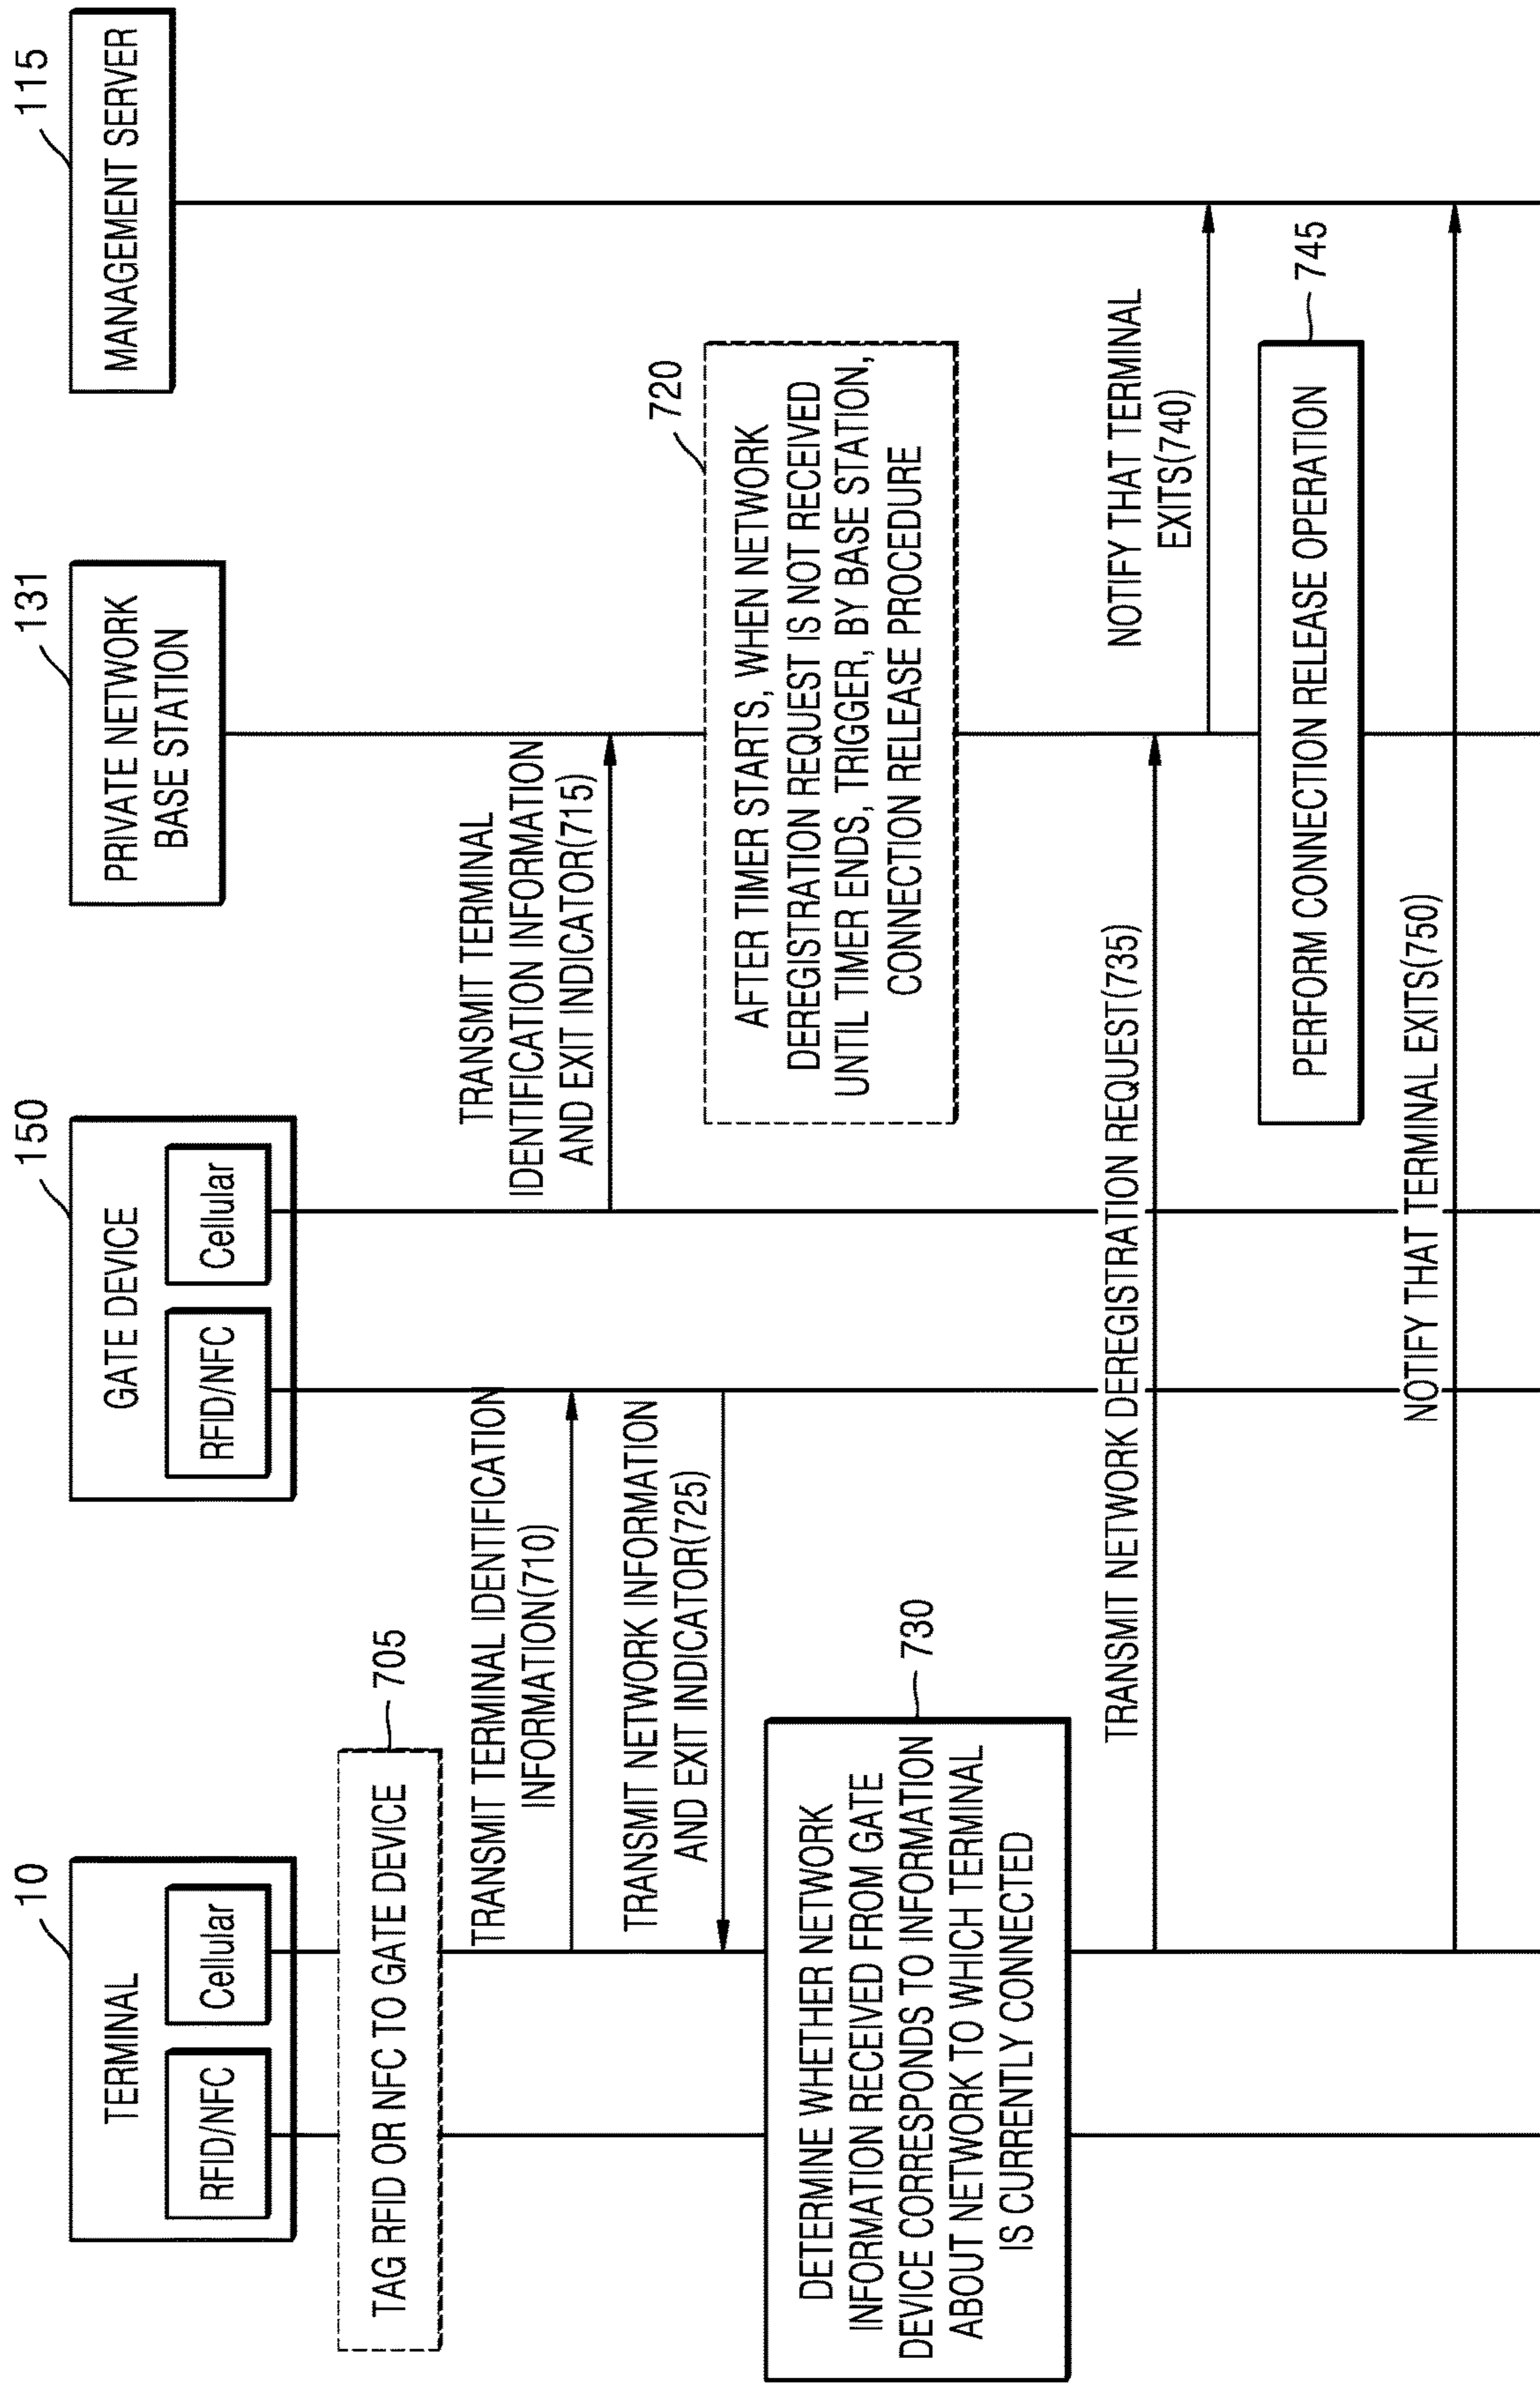 10
TERMINAL
RFID/NFC
Cellular
150
GATE DEVICE
RFID/NFC
Cellular
131
PRIVATE NETWORK
BASE STATION
115
MANAGEMENT SERVER
TAG RFID OR NFC TO GATE DEVICE
705
TRANSMIT TERMINAL IDENTIFICATION
INFORMATION(710)
TRANSMIT TERMINAL
IDENTIFICATION INFORMATION
AND EXIT INDICATOR(715)
720
AFTER TIMER STARTS, WHEN NETWORK
DEREGISTRATION REQUEST IS NOT RECEIVED
UNTIL TIMER ENDS, TRIGGER, BY BASE STATION,
CONNECTION RELEASE PROCEDURE
TRANSMIT NETWORK INFORMATION
AND EXIT INDICATOR(725)
730
DETERMINE WHETHER NETWORK
INFORMATION RECEIVED FROM GATE
DEVICE CORRESPONDS TO INFORMATION
ABOUT NETWORK TO WHICH TERMINAL
IS CURRENTLY CONNECTED
TRANSMIT NETWORK DEREGISTRATION REQUEST(735)
NOTIFY THAT TERMINAL
EXITS(740)
PERFORM CONNECTION RELEASE OPERATION
745
NOTIFY THAT TERMINAL EXITS(750)